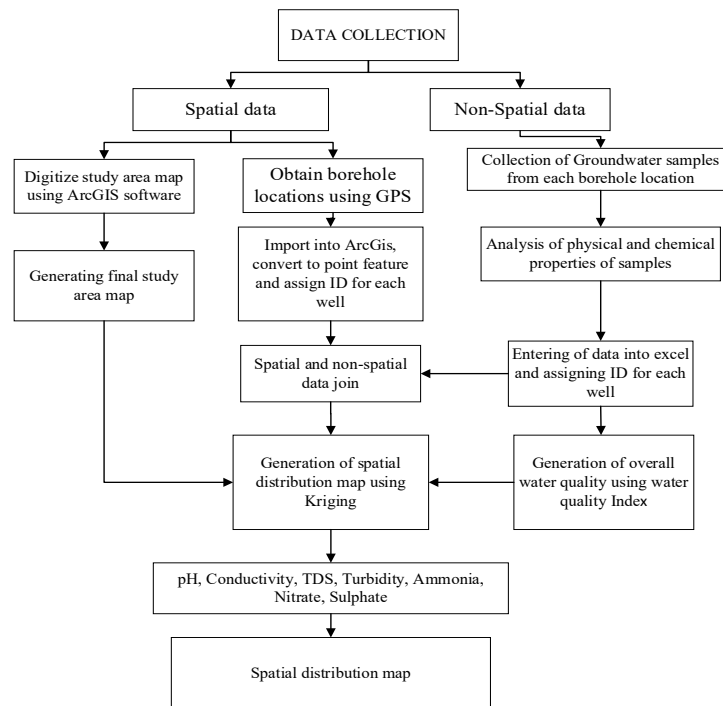 DATA COLLECTION
Spatial data
Non-Spatial data
Digitize study area map
using ArcGIS software
Obtain borehole
locations using GPS
Collection of Groundwater samples
from each borehole location
Generating final study
area map
Import into ArcGis,
convert to point feature
and assign ID for each
well
Analysis of physical and chemical
properties of samples
Spatial and non-spatial
data join
Entering of data into excel
and assigning ID for each
well
Generation of spatial
distribution map using
Kriging
Generation of overall
water quality using water
quality Index
pH, Conductivity, TDS, Turbidity, Ammonia,
Nitrate, Sulphate
Spatial distribution map